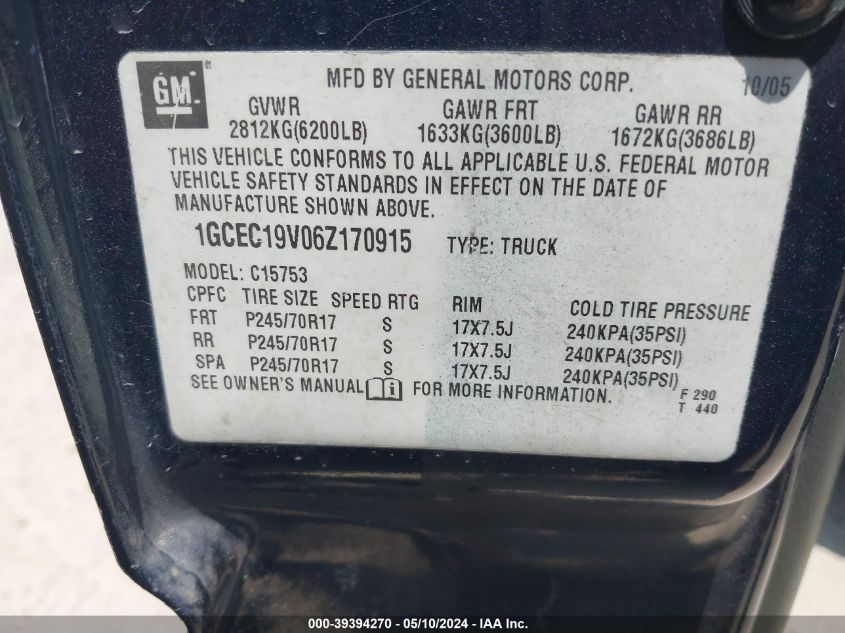 GM
®
MFD BY GENERAL MOTORS CORP. 10/05
GVWR GAWR FRT GAWR RR
2812KG(6200LB) 1633KG(3600LB) 1672KG(3686LB)
THIS VEHICLE CONFORMS TO ALL APPLICABLE U.S. FEDERAL MOTOR
VEHICLE SAFETY STANDARDS IN EFFECT ON THE DATE OF
MANUFACTURE SHOWN ABOVE.
1GCEC19V06Z170915 TYPE: TRUCK
MODEL: C15753
CPFC TIRE SIZE SPEED RTG RIM COLD TIRE PRESSURE
FRT P245/70R17 S 17X7.5J 240KPA(35PSI)
RR P245/70R17 S 17X7.5J 240KPA(35PSI)
SPA P245/70R17 S 17X7.5J 240KPA(35PSI)
SEE OWNER'S MANUAL i FOR MORE INFORMATION.
F 290
T 440
000-39394270 - 05/10/2024 - IAA Inc.